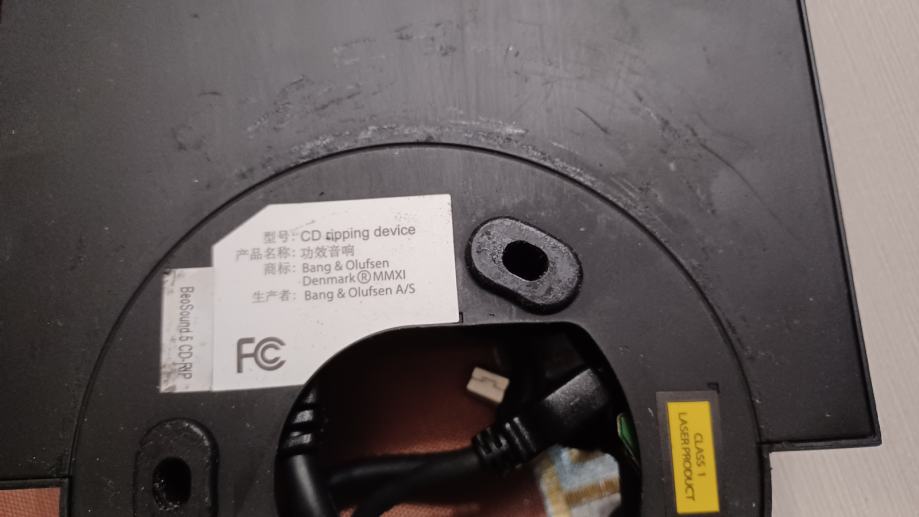 型号: CD ripping device
产品名称: 功效音响
商标: Bang & Olufsen
Denmark Ⓡ MMXI
生产者: Bang & Olufsen A/S
FC
BeoSound 5 CD-RIP
CLASS 1
LASER PRODUCT